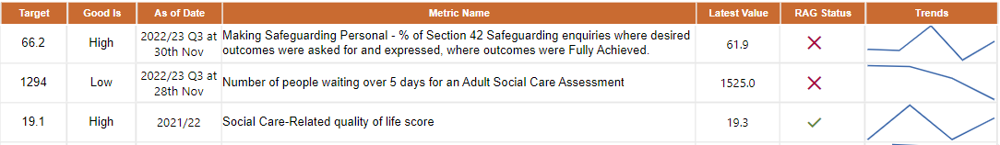 Target Good Is As of Date Metric Name Latest Value RAG Status Trends
66.2 High 2022/23 Q3 at 30th Nov Making Safeguarding Personal - % of Section 42 Safeguarding enquiries where desired outcomes were asked for and expressed, where outcomes were Fully Achieved. 61.9
1294 Low 2022/23 Q3 at 28th Nov Number of people waiting over 5 days for an Adult Social Care Assessment 1525.0
19.1 High 2021/22 Social Care-Related quality of life score 19.3